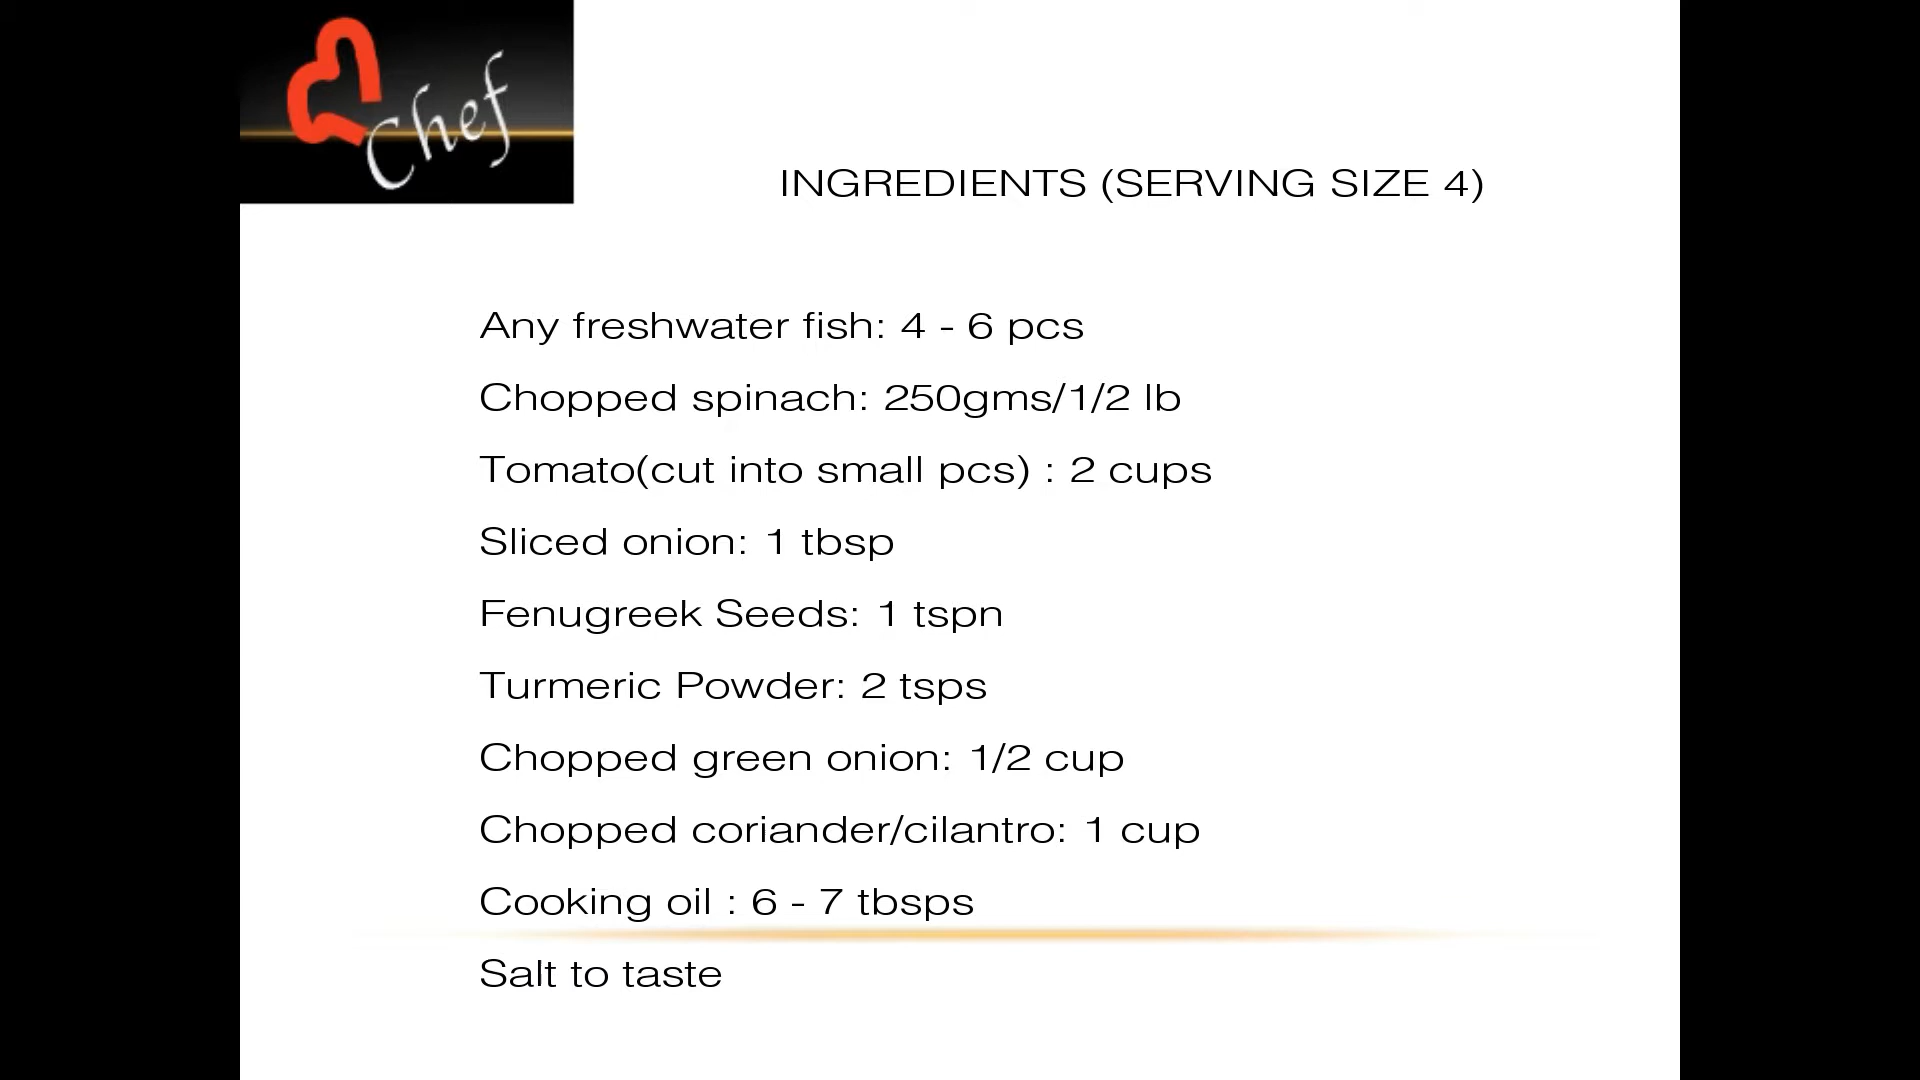 Chef
INGREDIENTS (SERVING SIZE 4)
Any freshwater fish: 4 - 6 pcs
Chopped spinach: 250gms/1/2 lb
Tomato(cut into small pcs) : 2 cups
Sliced onion: 1 tbsp
Fenugreek Seeds: 1 tspn
Turmeric Powder: 2 tsps
Chopped green onion: 1/2 cup
Chopped coriander/cilantro: 1 cup
Cooking oil : 6 - 7 tbsps
Salt to taste